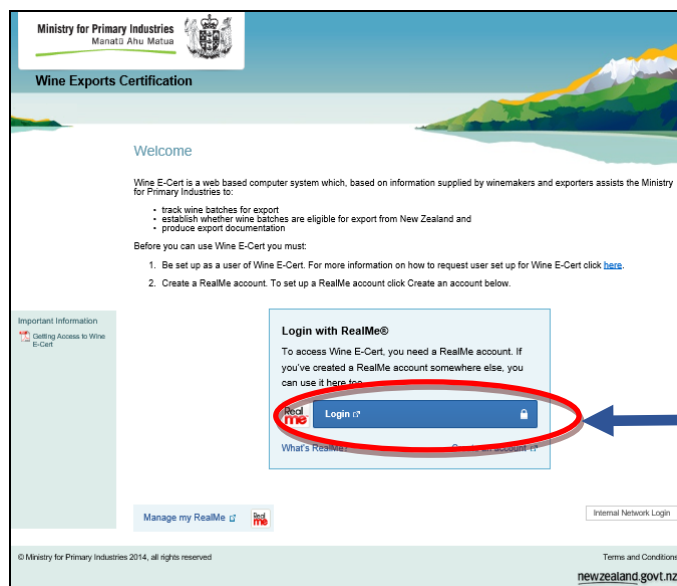 Ministry for Primary Industries
Manatū Ahu Matua
Wine Exports Certification
Welcome
Wine E-Cert is a web based computer system which, based on information supplied by winemakers and exporters assists the Ministry
for Primary Industries to:
• track wine batches for export
• establish whether wine batches are eligible for export from New Zealand and
• produce export documentation
Before you can use Wine E-Cert you must:
1. Be set up as a user of Wine E-Cert. For more information on how to request user set up for Wine E-Cert click here.
2. Create a RealMe account. To set up a RealMe account click Create an account below.
Important Information
Getting Access to Wine
E-Cert
Login with RealMe®
To access Wine E-Cert, you need a RealMe account. If
you've created a RealMe account somewhere else, you
can use it here too.
Real me
Login
What's RealMe?
Create an account
Manage my RealMe
Real me
Internal Network Login
© Ministry for Primary Industries 2014, all rights reserved
Terms and Conditions
newzealand.govt.nz